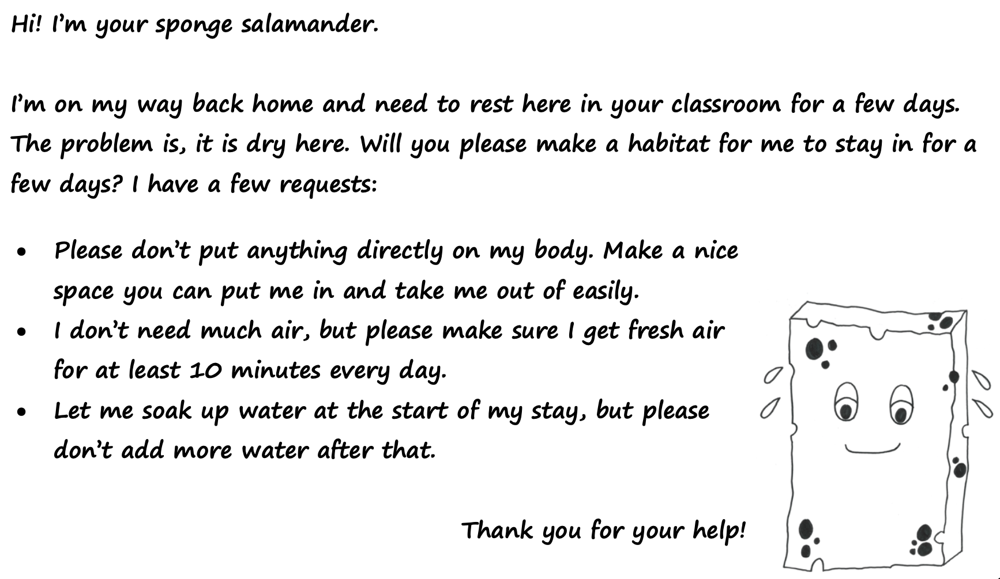 Hi! I'm your sponge salamander.
I'm on my way back home and need to rest here in your classroom for a few days.
The problem is, it is dry here. Will you please make a habitat for me to stay in for a
few days? I have a few requests:
• Please don't put anything directly on my body. Make a nice
space you can put me in and take me out of easily.
• I don't need much air, but please make sure I get fresh air
for at least 10 minutes every day.
• Let me soak up water at the start of my stay, but please
don't add more water after that.
Thank you for your help!